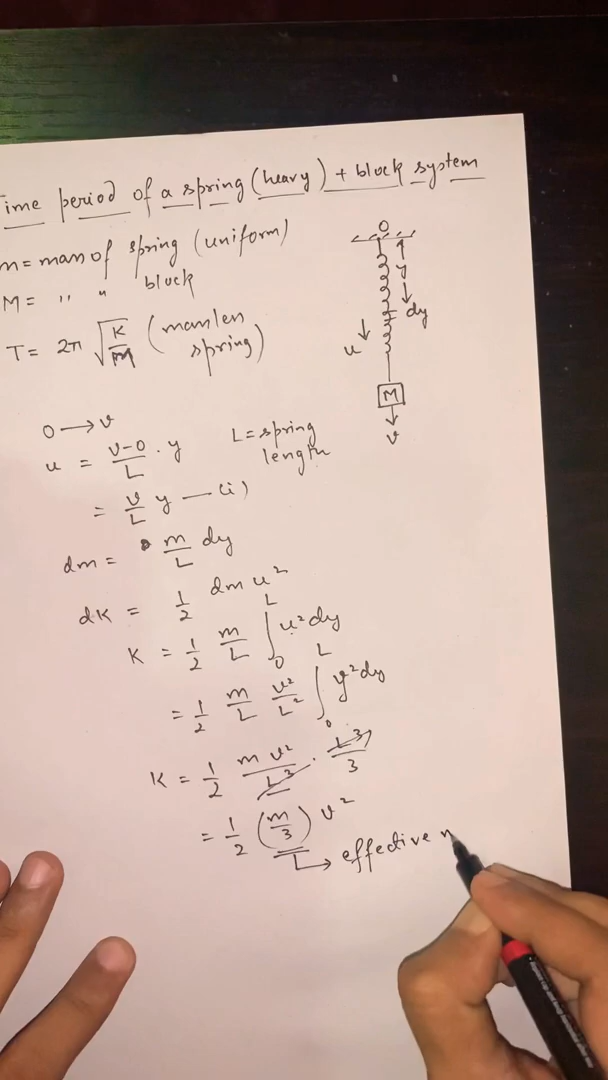 Time period of a spring (heavy) + block system
m = mass of spring (uniform)
M = " " block
T = 2π √(K/M) (massless spring)
O
y
dy
u
M
v
0 → v
L = spring length
u = (v-0)/L · y
= v/L y — (i)
dm = m/L dy
dK = 1/2 dm u²
K = 1/2 m/L ∫₀ᴸ u² dy
= 1/2 m/L v²/L² ∫₀ᴸ y² dy
K = 1/2 m v²/L³ · L³/3
= 1/2 (m/3) v²
→ effective